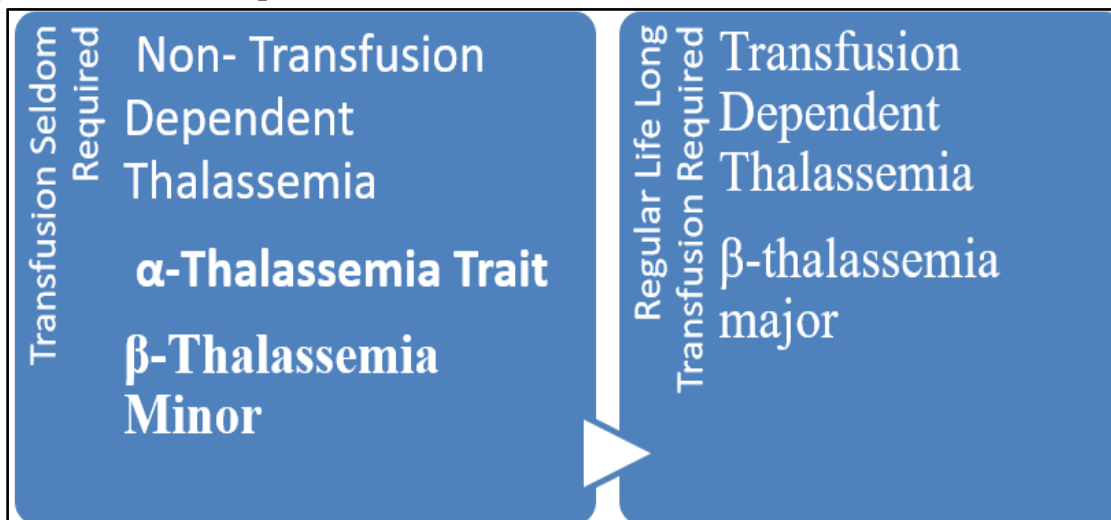 Transfusion Seldom
Required
Non- Transfusion
Dependent
Thalassemia
α-Thalassemia Trait
β-Thalassemia
Minor
Regular Life Long
Transfusion Required
Transfusion
Dependent
Thalassemia
β-thalassemia
major